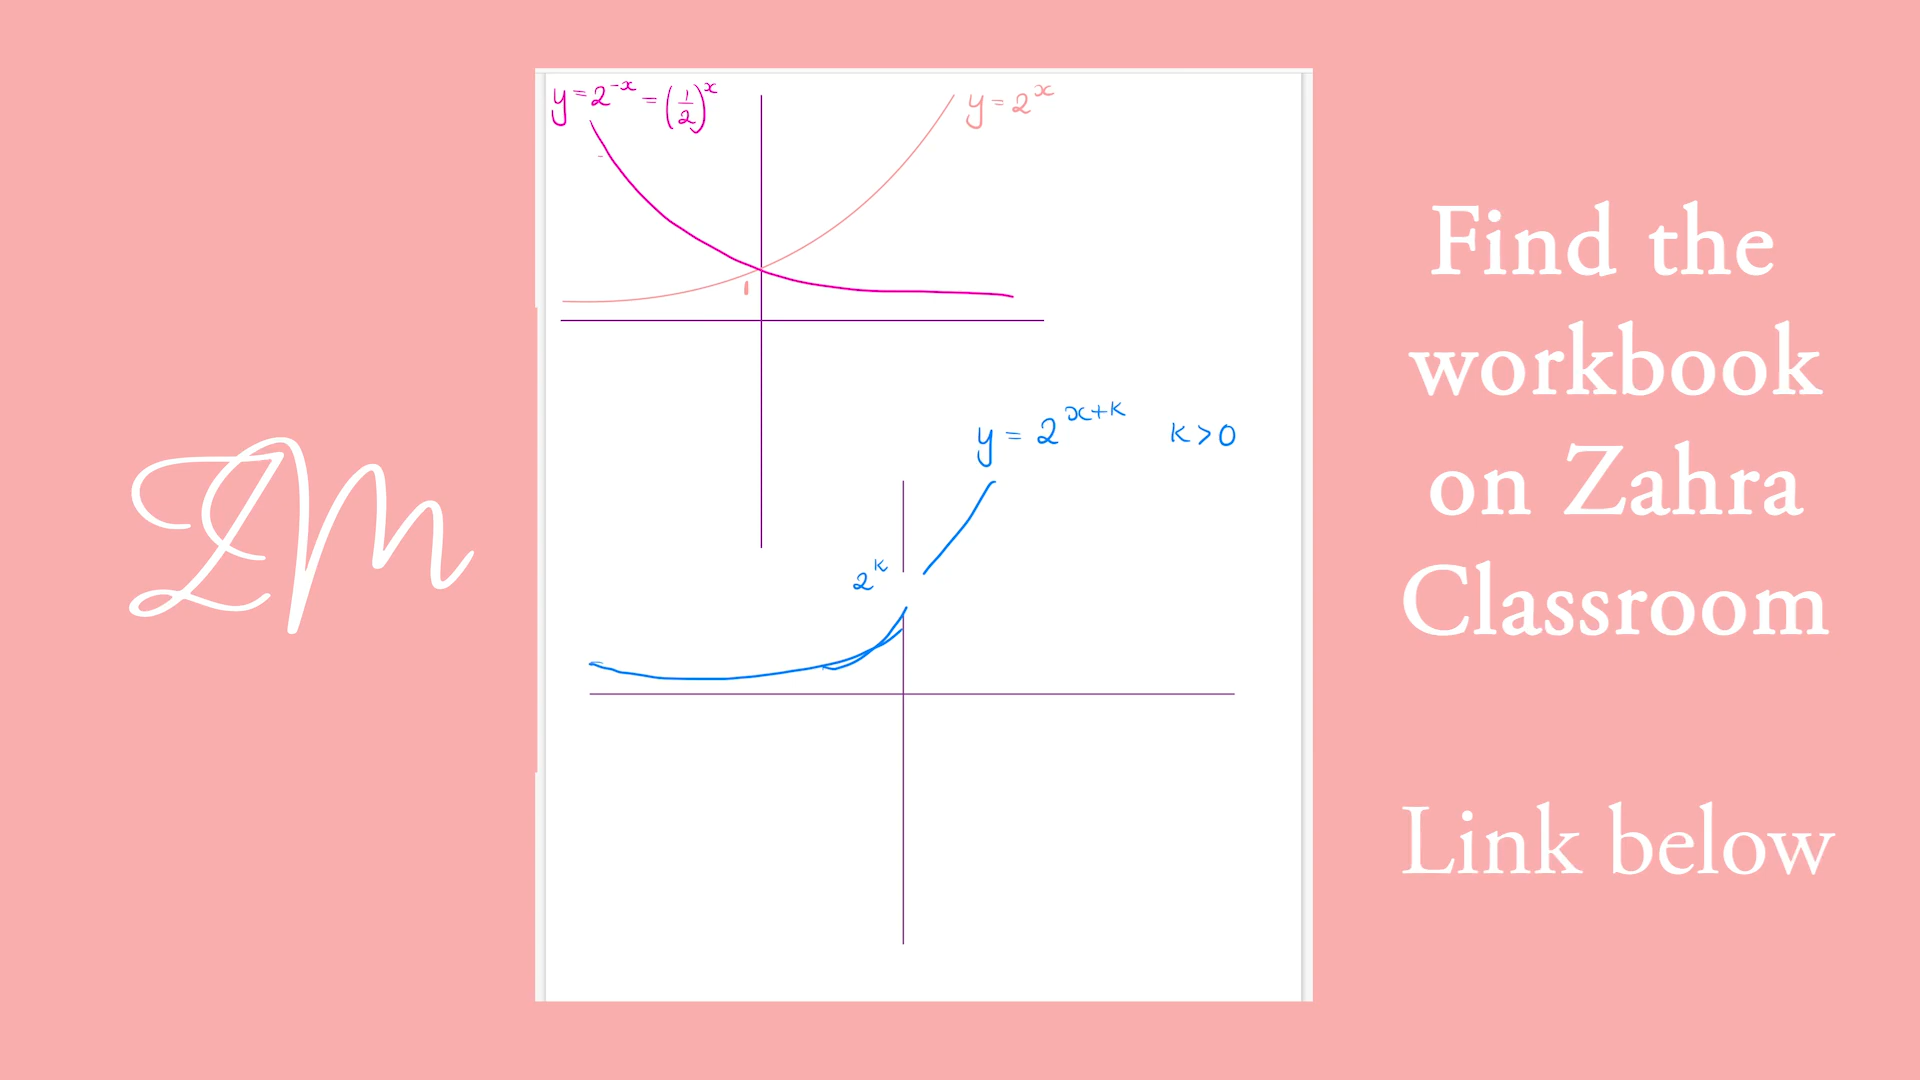 y = 2^-x = (1/2)^x
y = 2^x
1
y = 2^x+k k > 0
2^k
ZM
Find the
workbook
on Zahra
Classroom
Link below